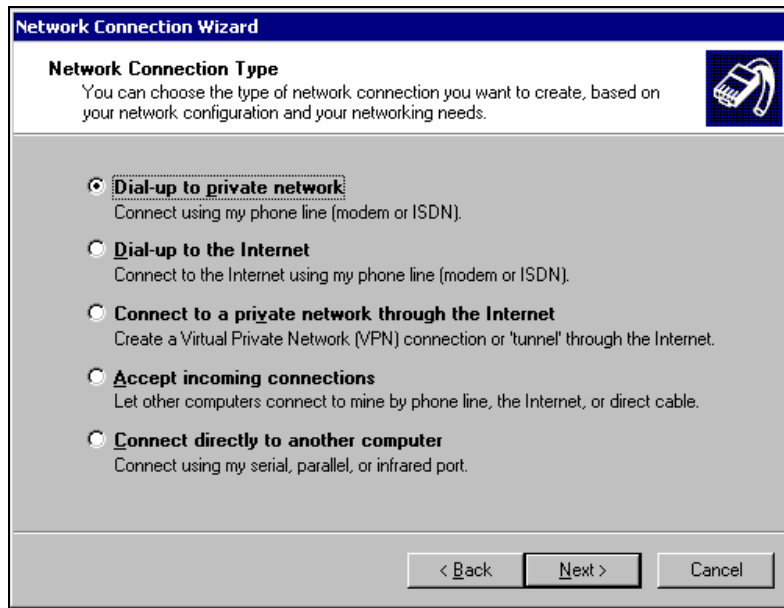 Network Connection Wizard
Network Connection Type
You can choose the type of network connection you want to create, based on
your network configuration and your networking needs.
Dial-up to private network
Connect using my phone line (modem or ISDN).
Dial-up to the Internet
Connect to the Internet using my phone line (modem or ISDN).
Connect to a private network through the Internet
Create a Virtual Private Network (VPN) connection or 'tunnel' through the Internet.
Accept incoming connections
Let other computers connect to mine by phone line, the Internet, or direct cable.
Connect directly to another computer
Connect using my serial, parallel, or infrared port.
< Back Next > Cancel